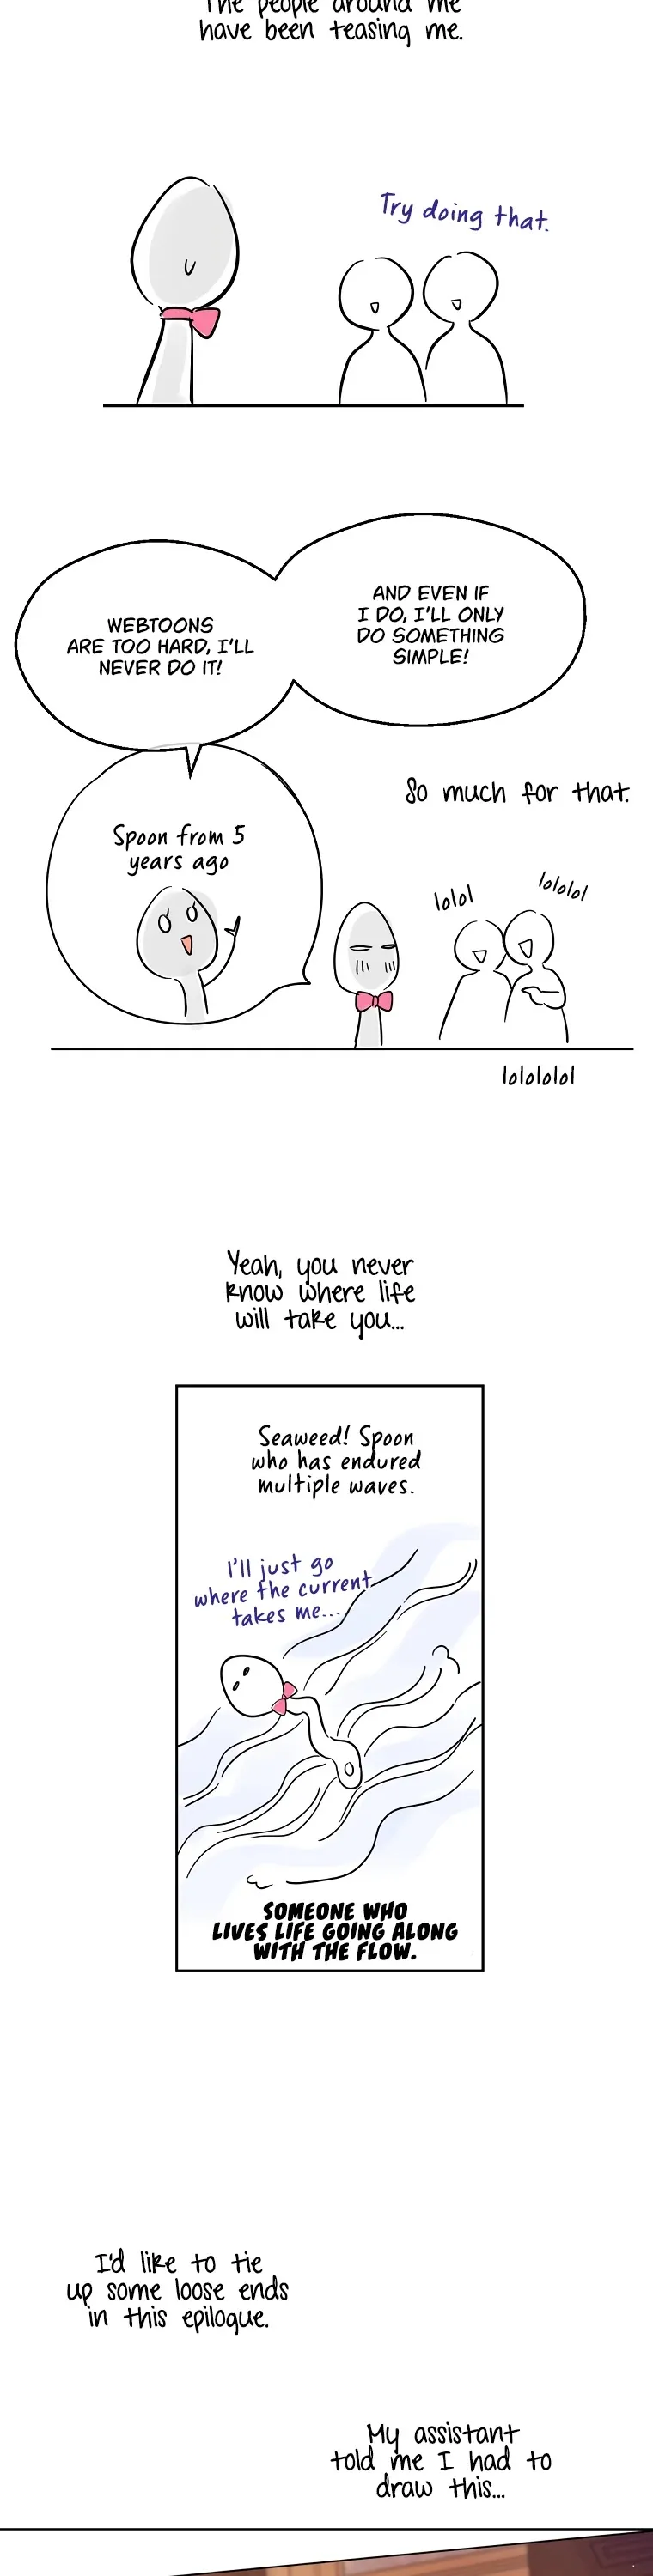 The people around me
have been teasing me.
Try doing that.
WEBTOONS
ARE TOO HARD, I'LL
NEVER DO IT!
AND EVEN IF
I DO, I'LL ONLY
DO SOMETHING
SIMPLE!
So much for that.
Spoon from 5
years ago
lolol
lololol
lolololol
Yeah, you never
know where life
will take you...
Seaweed! Spoon
who has endured
multiple waves.
I'll just go
where the current
takes me...
SOMEONE WHO
LIVES LIFE GOING ALONG
WITH THE FLOW.
I'd like to tie
up some loose ends
in this epilogue.
My assistant
told me I had to
draw this...